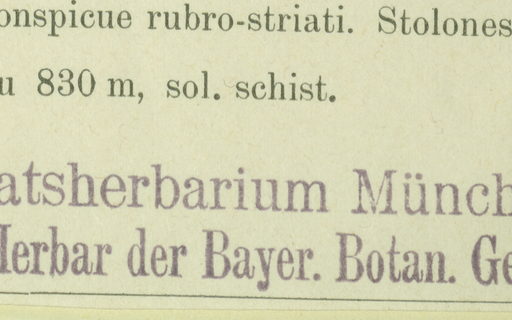 onspicue rubro-striati. Stolones
u 830 m, sol. schist.
atsherbarium Münch
Herbar der Bayer. Botan. Ge